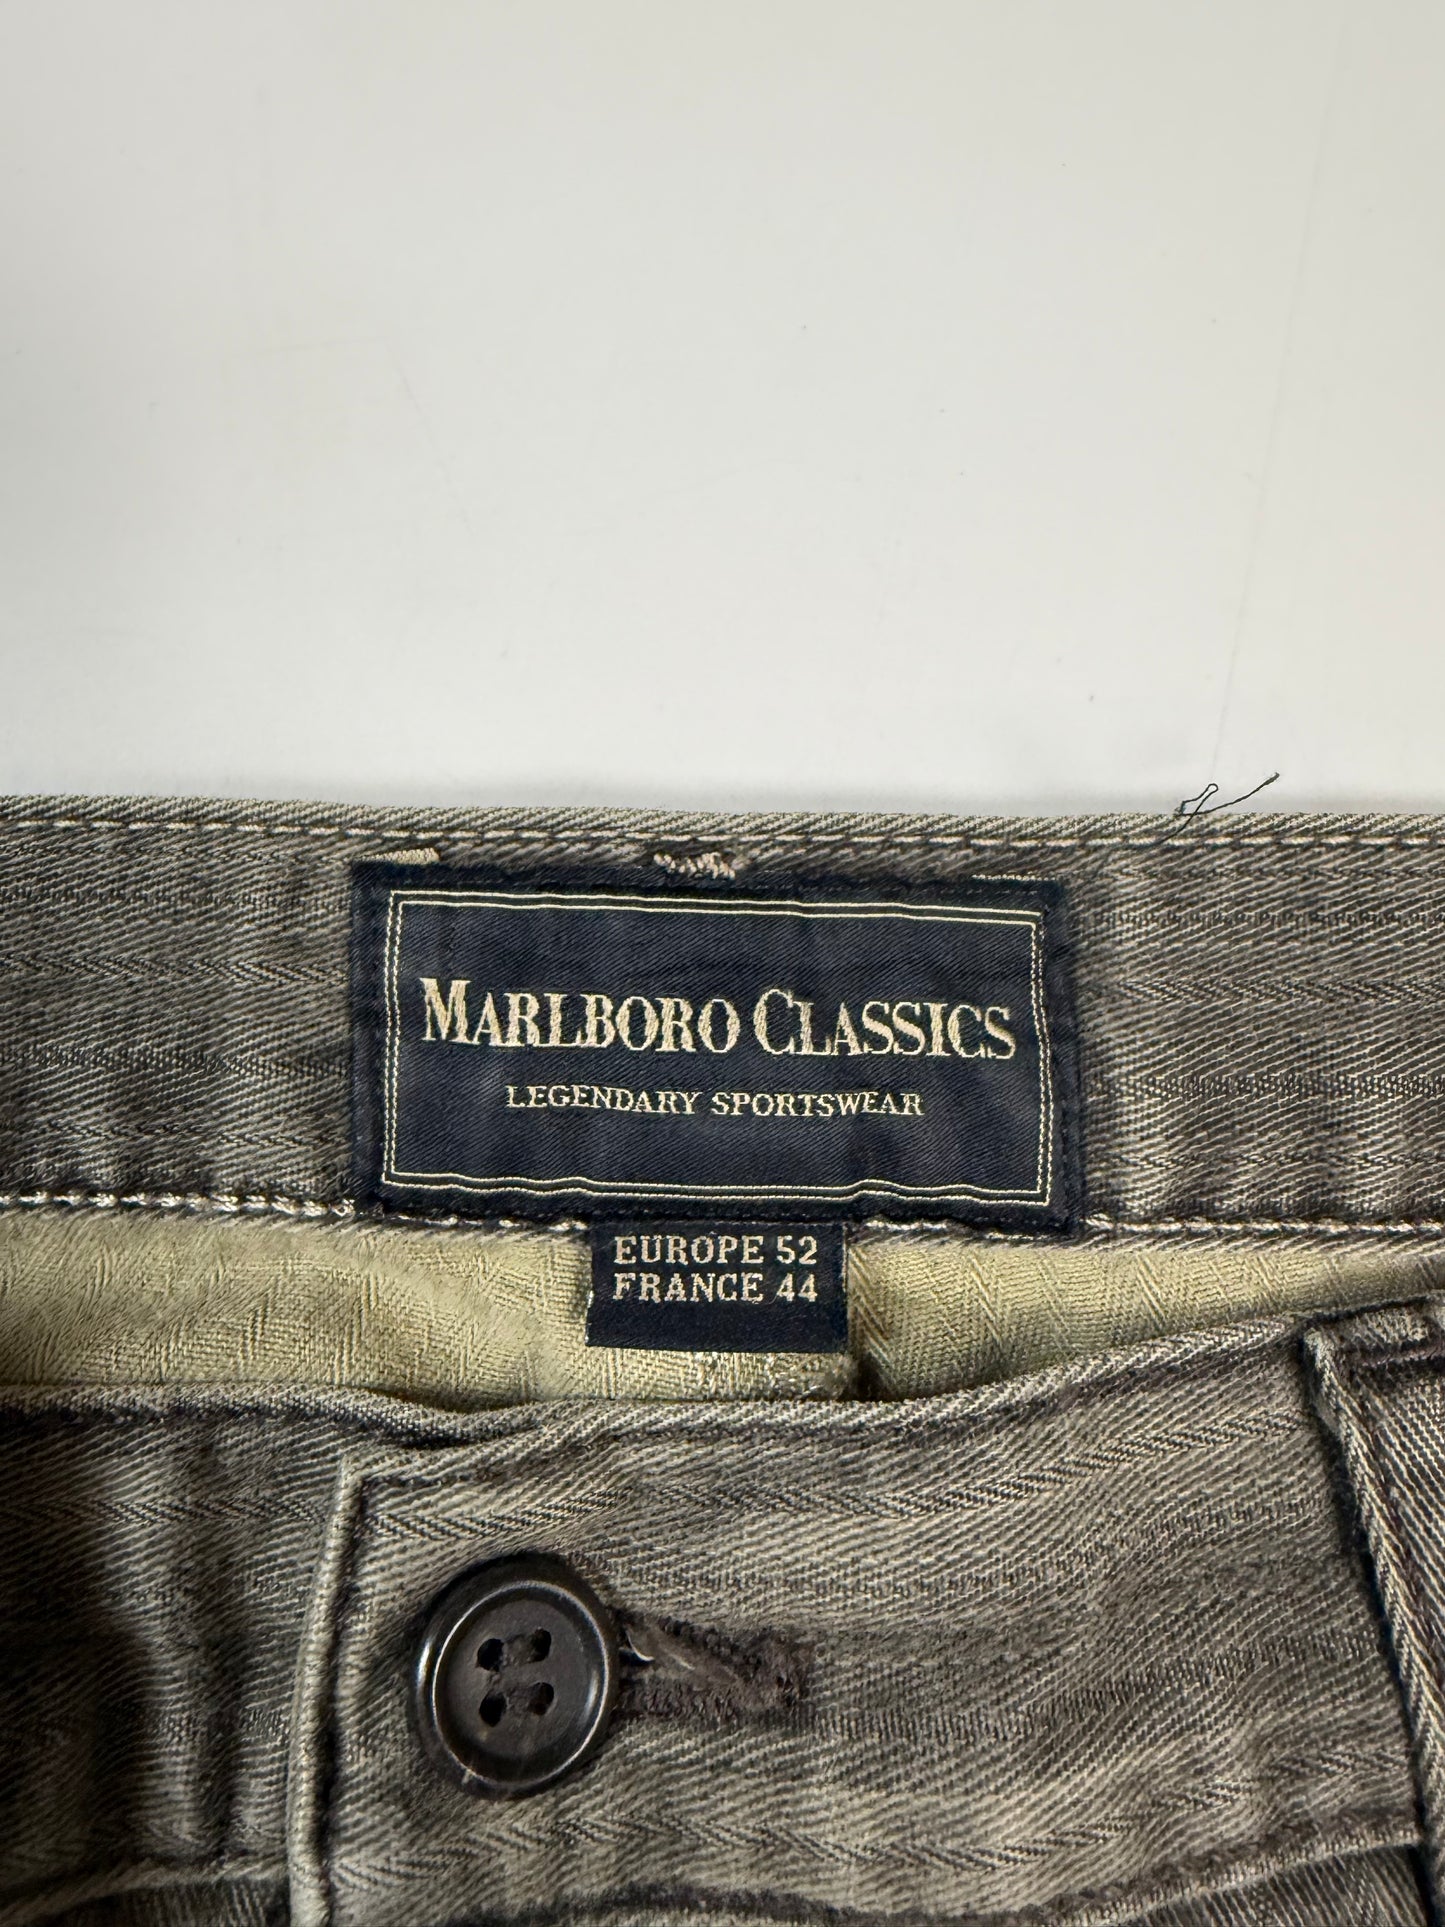 MARLBORO CLASSICS
LEGENDARY SPORTSWEAR
EUROPE 52
FRANCE 44